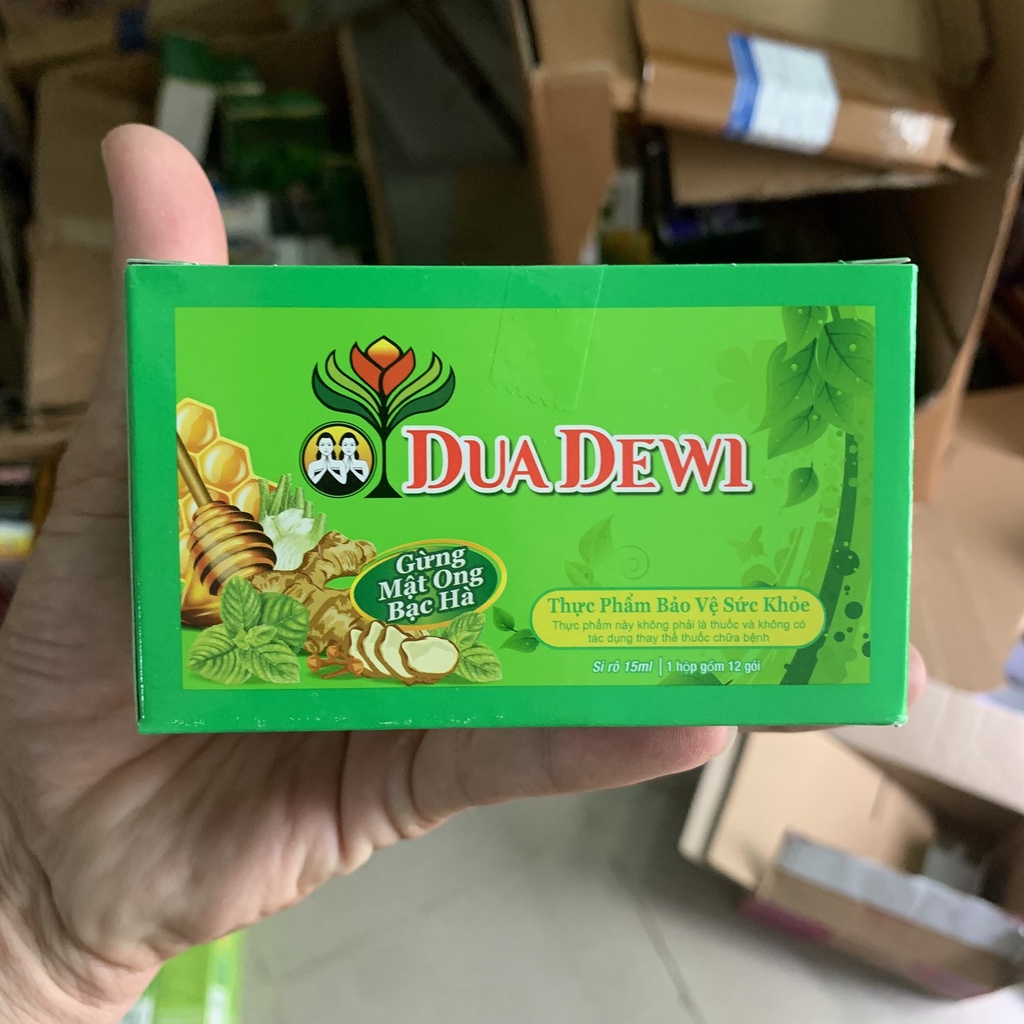 DUA DEWI
Gừng
Mật Ong
Bạc Hà
Thực Phẩm Bảo Vệ Sức Khỏe
Thực phẩm này không phải là thuốc và không có
tác dụng thay thế thuốc chữa bệnh
Si rô 15ml | 1 hộp gồm 12 gói